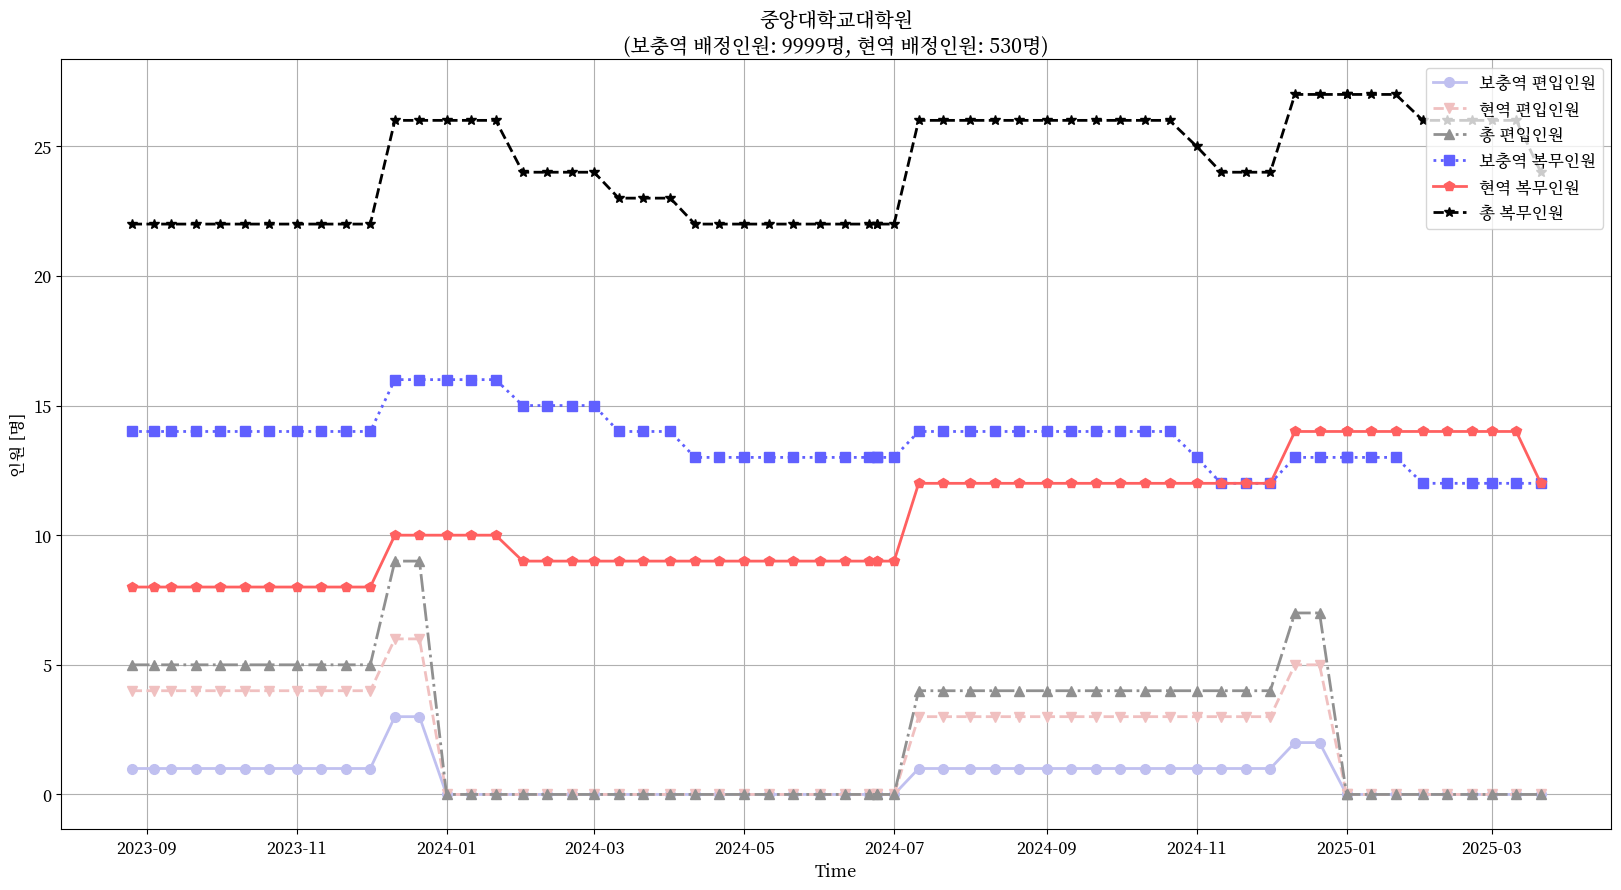 중앙대학교대학원
(보충역 배정인원: 9999명, 현역 배정인원: 530명)
보충역 편입인원
현역 편입인원
총 편입인원
보충역 복무인원
현역 복무인원
총 복무인원
인원 [명]
25
20
15
10
5
0
2023-09
2023-11
2024-01
2024-03
2024-05
2024-07
2024-09
2024-11
2025-01
2025-03
Time